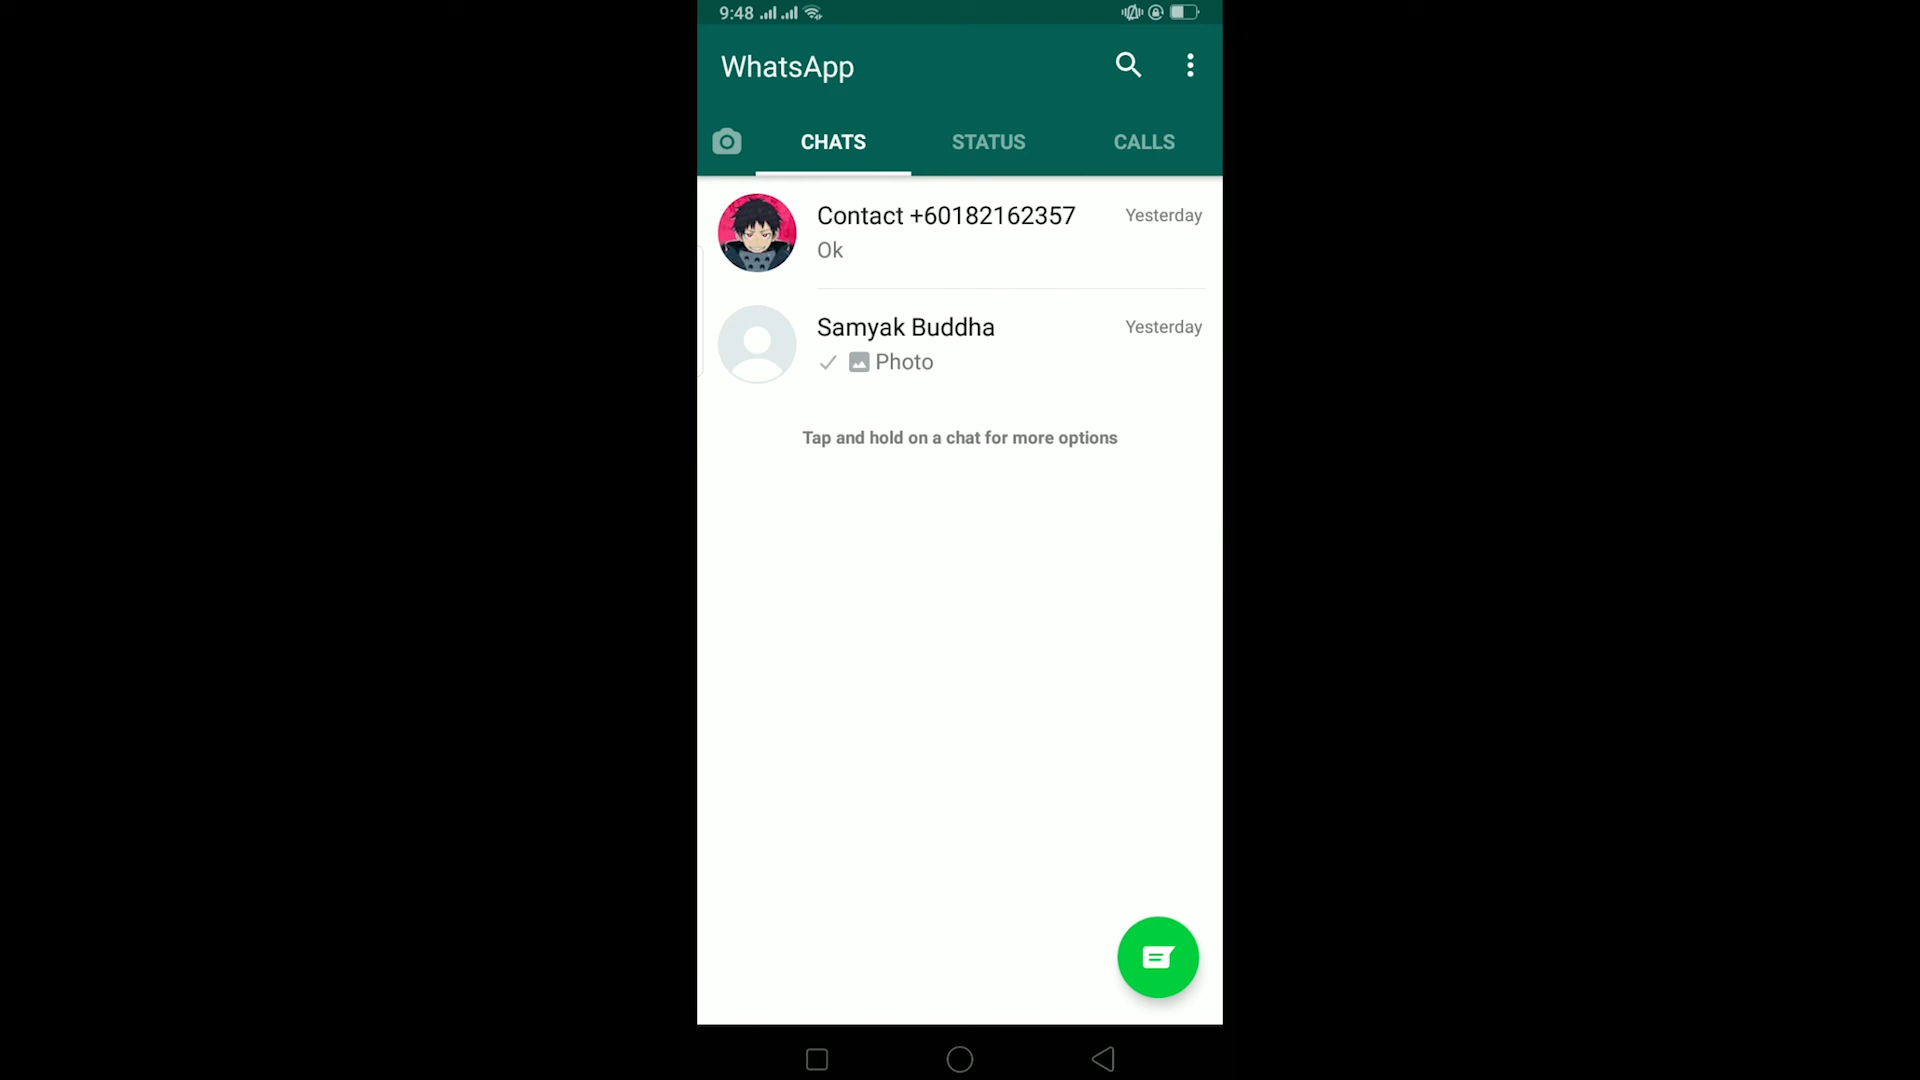 9:48
WhatsApp
CHATS
STATUS
CALLS
Contact +60182162357
Yesterday
Ok
Samyak Buddha
Yesterday
Photo
Tap and hold on a chat for more options